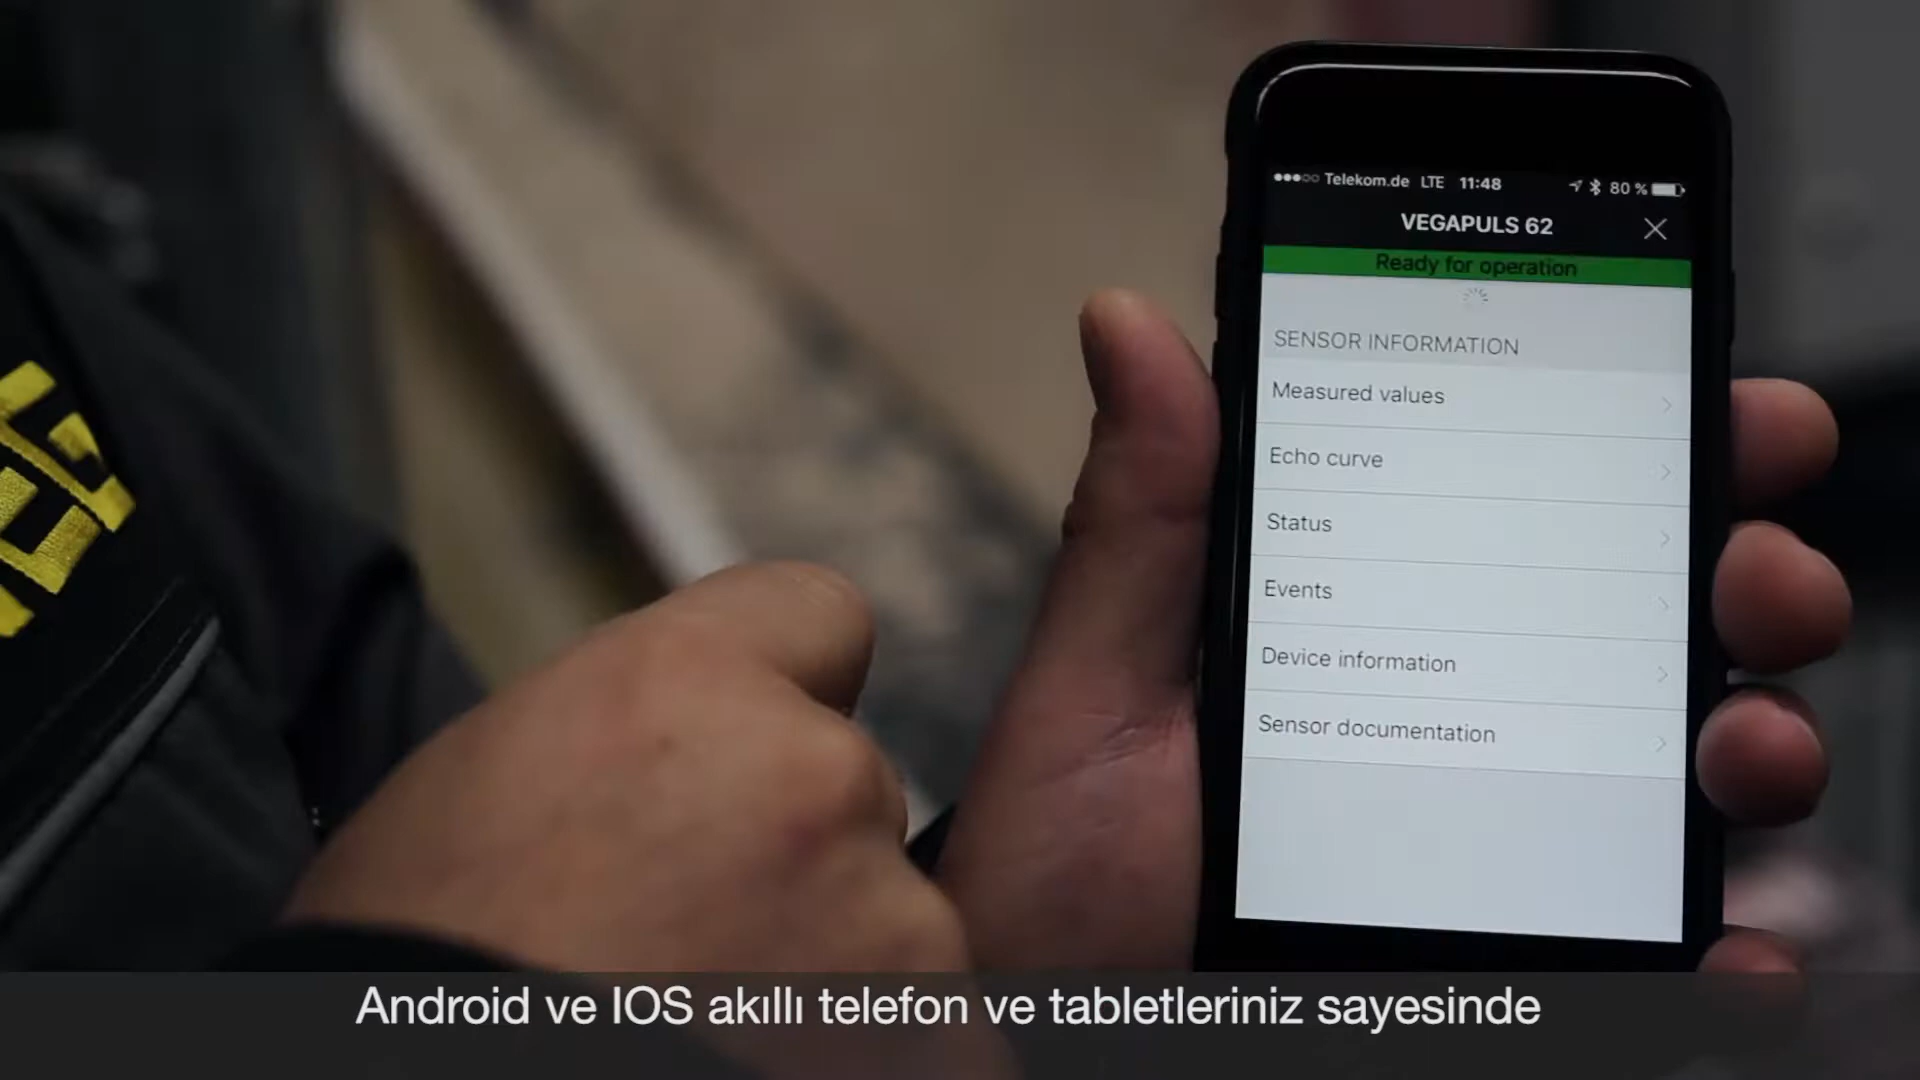 Telekom.de LTE 11:48 80 %
VEGAPULS 62
Ready for operation
SENSOR INFORMATION
Measured values
Echo curve
Status
Events
Device information
Sensor documentation
Android ve IOS akıllı telefon ve tabletleriniz sayesinde